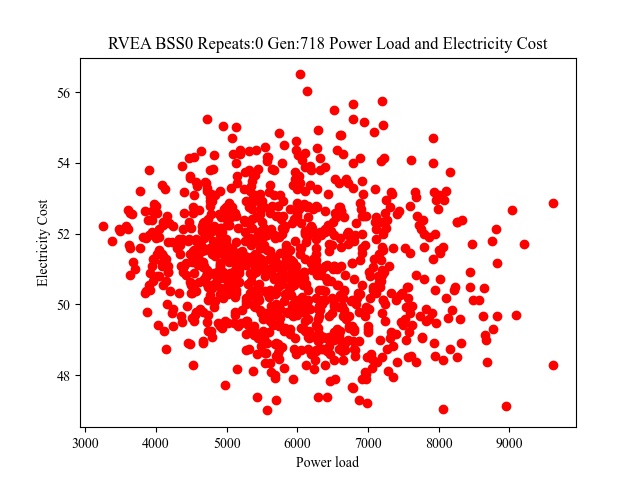 RVEA BSS0 Repeats:0 Gen:718 Power Load and Electricity Cost
56
54
52
50
48
Electricity Cost
3000 4000 5000 6000 7000 8000 9000
Power load